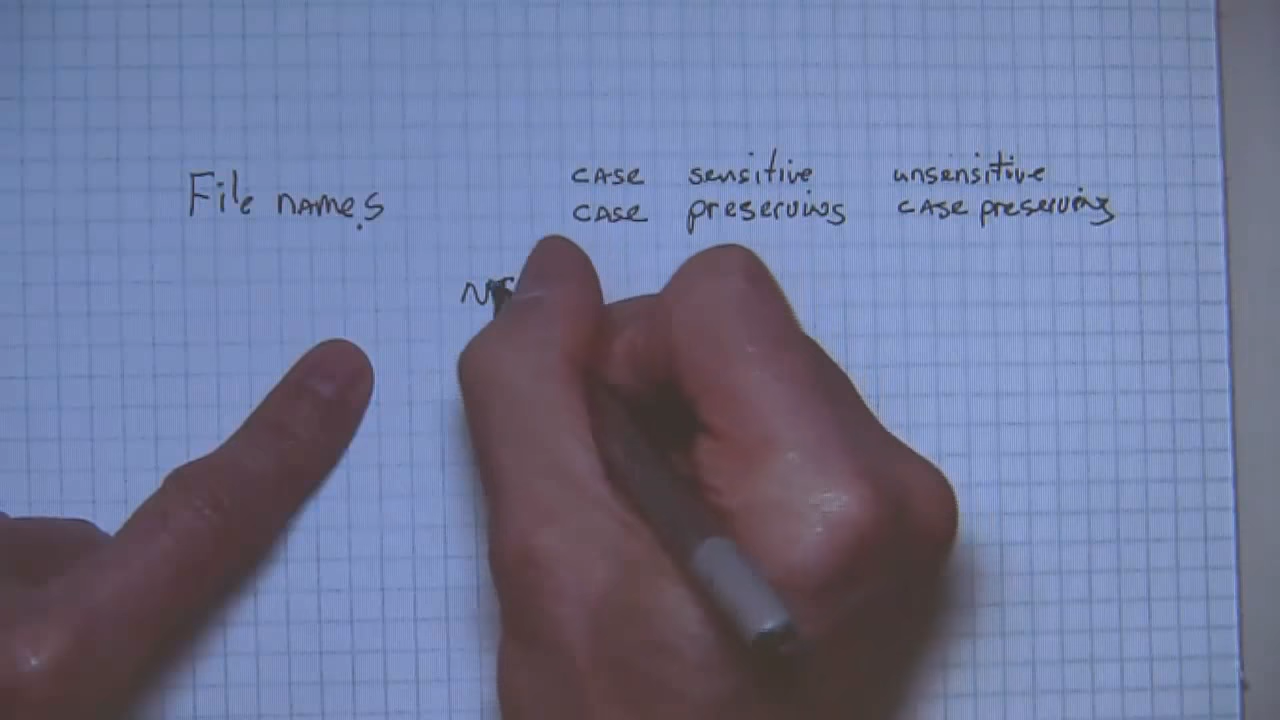 File names
case sensitive unsensitive
case preserving case preserving